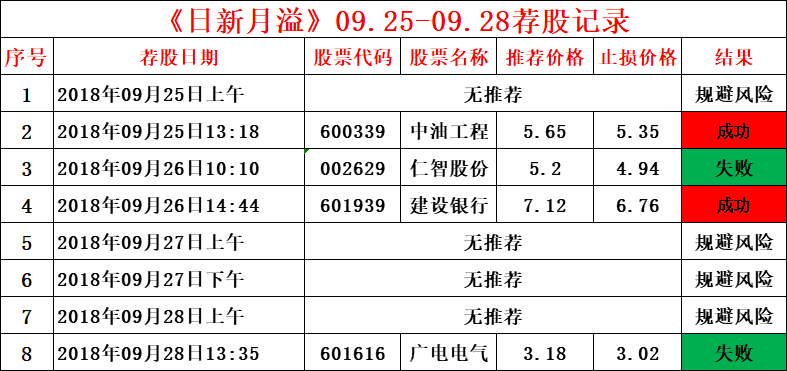 《日新月溢》09.25-09.28荐股记录
序号 荐股日期 股票代码 股票名称 推荐价格 止损价格 结果
1 2018年09月25日上午 无推荐 规避风险
2 2018年09月25日13:18 600339 中油工程 5.65 5.35 成功
3 2018年09月26日10:10 002629 仁智股份 5.2 4.94 失败
4 2018年09月26日14:44 601939 建设银行 7.12 6.76 成功
5 2018年09月27日上午 无推荐 规避风险
6 2018年09月27日下午 无推荐 规避风险
7 2018年09月28日上午 无推荐 规避风险
8 2018年09月28日13:35 601616 广电电气 3.18 3.02 失败